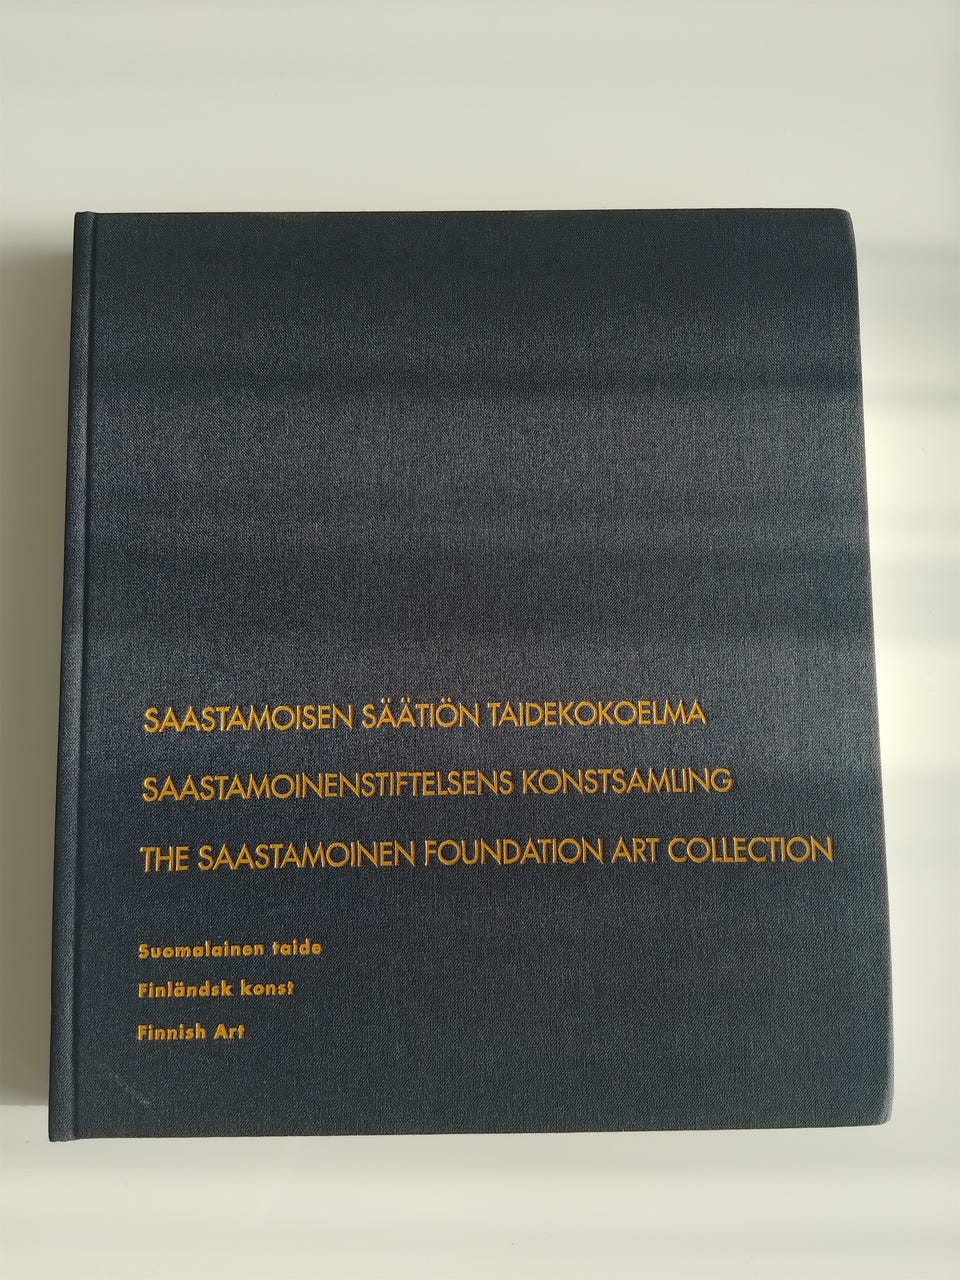 SAASTAMOISEN SÄÄTIÖN TAIDEKOKOELMA
SAASTAMOINENSTIFTELSENS KONSTSAMLING
THE SAASTAMOINEN FOUNDATION ART COLLECTION
Suomalainen taide
Finländsk konst
Finnish Art